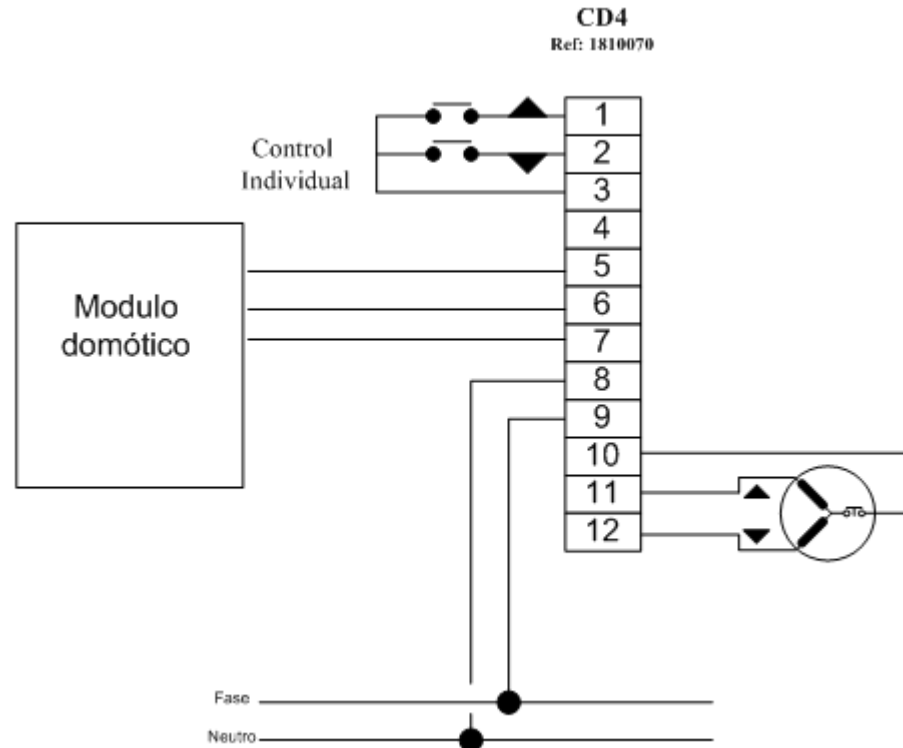 CD4
Ref: 1810070
Control
Individual
1
2
3
4
5
6
7
8
9
10
11
12
Modulo
domótico
Fase
Neutro